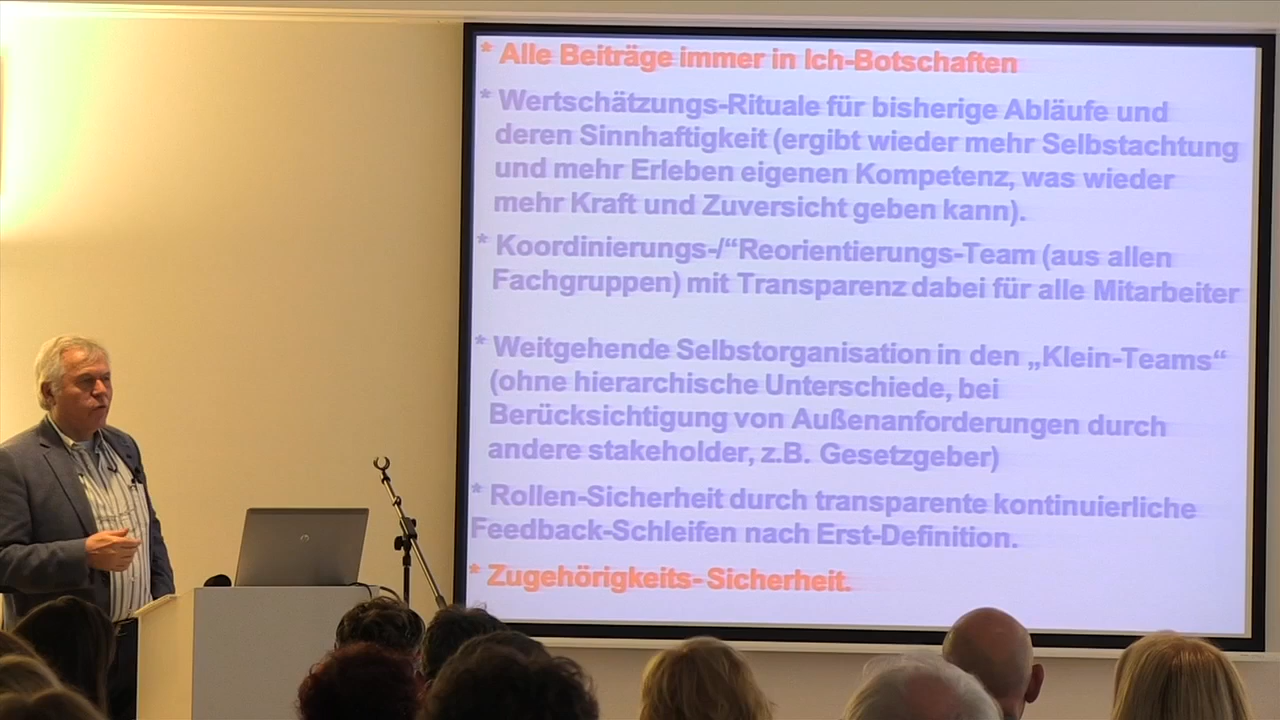 * Alle Beiträge immer in Ich-Botschaften
* Wertschätzungs-Rituale für bisherige Abläufe und
deren Sinnhaftigkeit (ergibt wieder mehr Selbstachtung
und mehr Erleben eigenen Kompetenz, was wieder
mehr Kraft und Zuversicht geben kann).
* Koordinierungs-/“Reorientierungs-Team (aus allen
Fachgruppen) mit Transparenz dabei für alle Mitarbeiter
* Weitgehende Selbstorganisation in den „Klein-Teams“
(ohne hierarchische Unterschiede, bei
Berücksichtigung von Außenanforderungen durch
andere stakeholder, z.B. Gesetzgeber)
* Rollen-Sicherheit durch transparente kontinuierliche
Feedback-Schleifen nach Erst-Definition.
* Zugehörigkeits- Sicherheit.